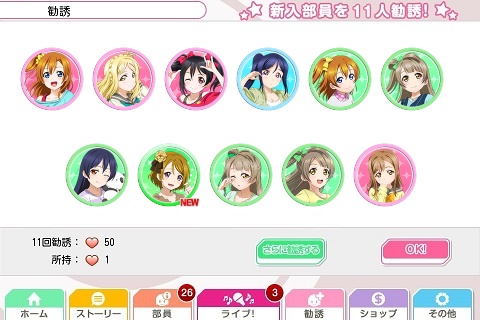 勧誘
新入部員を11人勧誘!
NEW
11回勧誘: 50
所持: 1
さらに勧誘する
OK!
26
3
ホーム
ストーリー
部員
ライブ!
勧誘
ショップ
その他